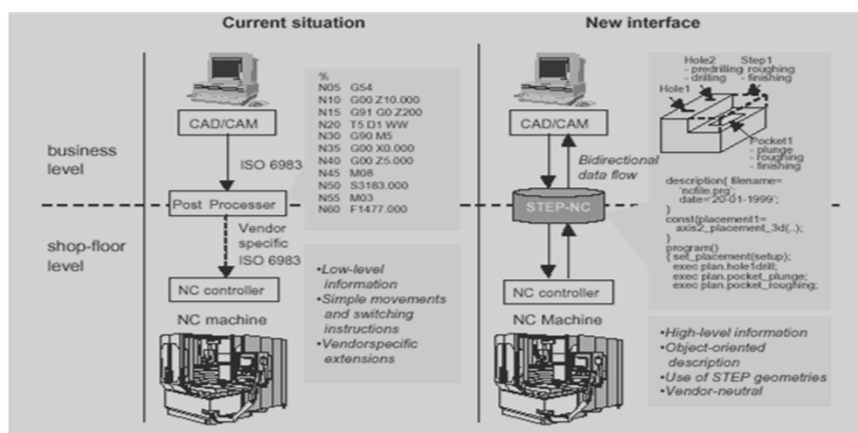 Current situation
New interface
business
level
shop-floor
level
CAD/CAM
ISO 6983
Post Processer
Vendor
specific
ISO 6983
NC controller
NC machine
%
N05 G54
N10 G00 Z10.000
N15 G91 G0 Z200
N20 T5 D1 WW
N30 G90 M5
N35 G00 X0.000
N40 G00 Z5.000
N45 M08
N50 S3183.000
N55 M03
N60 F1477.000
•Low-level
information
•Simple movements
and switching
instructions
•Vendorspecific
extensions
CAD/CAM
Bidirectional
data flow
STEP-NC
NC controller
NC Machine
Hole2
- predrilling
- drilling
Step1
roughing
- finishing
Hole1
Pocket1
- plunge
- roughing
- finishing
description{ filename=
'ncfile.prg';
date='20-01-1999';
}
const(placement1=
axis2_placement_3d(..);
}
program()
{ set_placement(setup);
exec plan.hole1drill;
exec plan.pocket_plunge;
exec plan.pocket_roughing;
•High-level information
•Object-oriented
description
•Use of STEP geometries
•Vendor-neutral